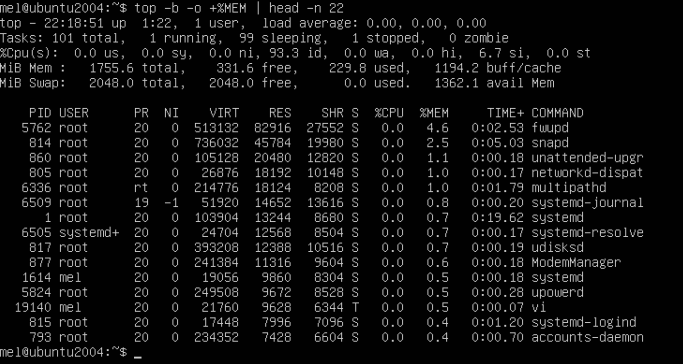 mel@ubuntu2004:~$ top -b -o +%MEM | head -n 22
top - 22:18:51 up  1:22,  1 user,  load average: 0.00, 0.00, 0.00
Tasks: 101 total,   1 running,  99 sleeping,   1 stopped,   0 zombie
%Cpu(s):  0.0 us,  0.0 sy,  0.0 ni, 93.3 id,  0.0 wa,  0.0 hi,  6.7 si,  0.0 st
MiB Mem :   1755.6 total,    331.6 free,    229.8 used,   1194.2 buff/cache
MiB Swap:   2048.0 total,   2048.0 free,      0.0 used.   1362.1 avail Mem
PID USER      PR  NI    VIRT    RES    SHR S  %CPU  %MEM     TIME+ COMMAND
5762 root      20   0  513132  82916  27552 S   0.0   4.6   0:02.53 fwupd
814 root      20   0  736032  45784  19980 S   0.0   2.5   0:05.03 snapd
860 root      20   0  105128  20480  12820 S   0.0   1.1   0:00.18 unattended-upgr
805 root      20   0   26876  18192  10148 S   0.0   1.0   0:00.17 networkd-dispat
6336 root      rt   0  214776  18124   8208 S   0.0   1.0   0:01.79 multipathd
6509 root      19  -1   51920  14652  13616 S   0.0   0.8   0:00.20 systemd-journal
1 root      20   0  103904  13244   8680 S   0.0   0.7   0:19.62 systemd
6505 systemd+  20   0   24704  12568   8504 S   0.0   0.7   0:00.17 systemd-resolve
817 root      20   0  393208  12388  10516 S   0.0   0.7   0:00.19 udisksd
877 root      20   0  241384  11316   9604 S   0.0   0.6   0:00.18 ModemManager
1614 mel       20   0   19056   9860   8304 S   0.0   0.5   0:00.18 systemd
5824 root      20   0  249508   9672   8528 S   0.0   0.5   0:00.28 upowerd
19140 mel       20   0   21760   9628   6344 T   0.0   0.5   0:00.07 vi
815 root      20   0   17448   7996   7096 S   0.0   0.4   0:01.20 systemd-logind
793 root      20   0  234352   7428   6604 S   0.0   0.4   0:00.70 accounts-daemon
mel@ubuntu2004:~$ _